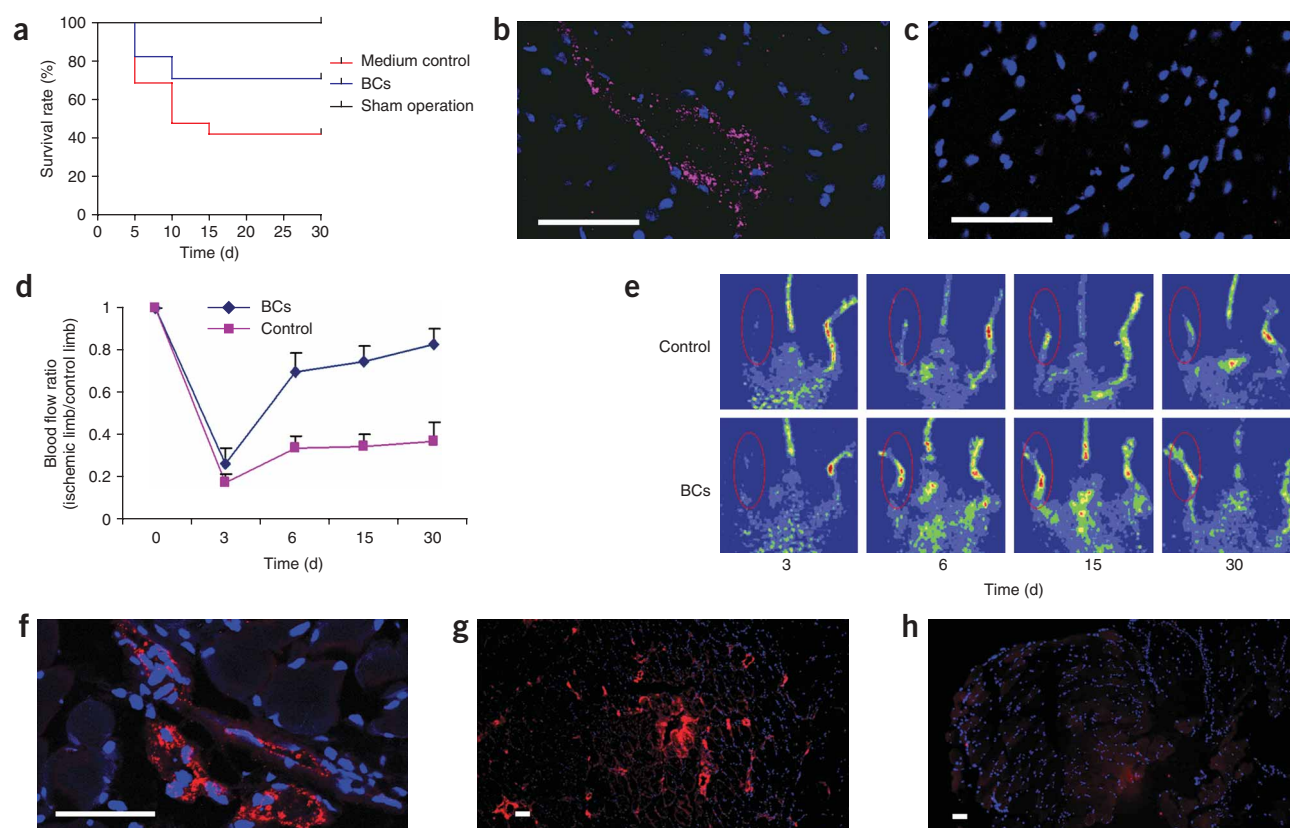 a
100
80
60
40
20
0
Survival rate (%)
0 5 10 15 20 25 30
Time (d)
Medium control
BCs
Sham operation
b
c
d
1
0.8
0.6
0.4
0.2
0
Blood flow ratio
(ischemic limb/control limb)
BCs
Control
0 3 6 15 30
Time (d)
e
Control
BCs
3 6 15 30
Time (d)
f
g
h